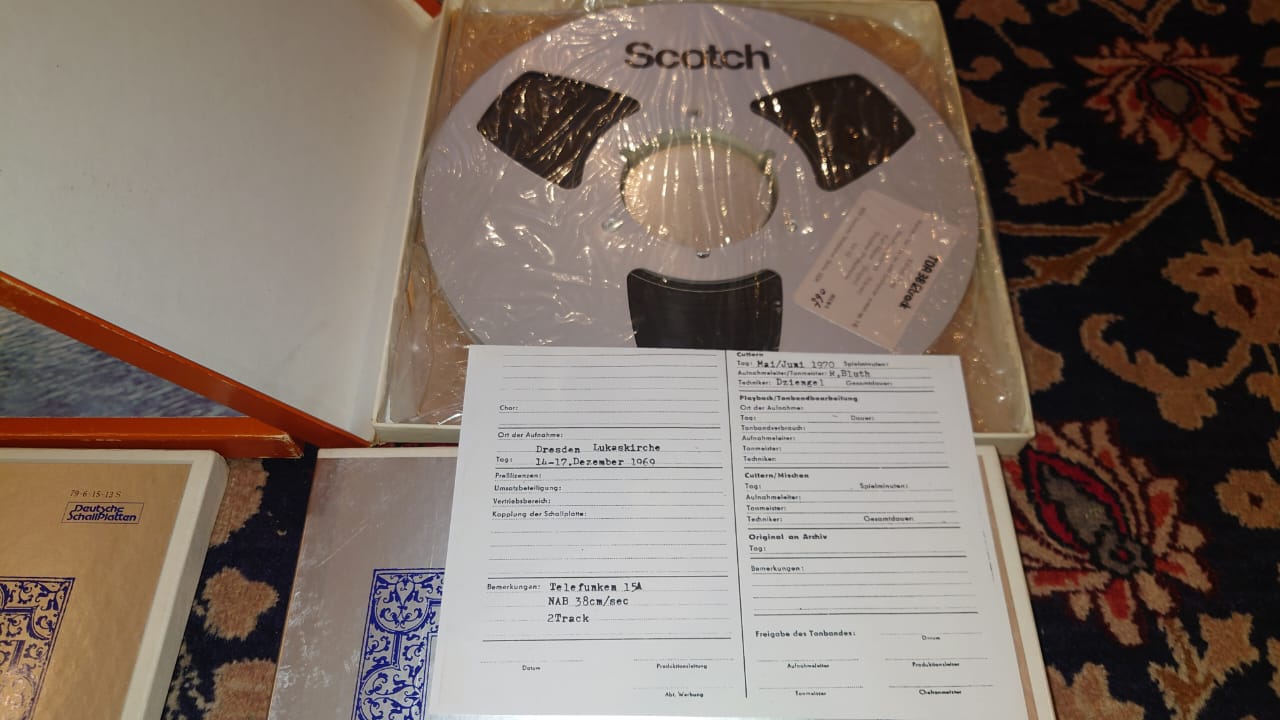 Scotch
TDR 38 2track
Chor:
Ort der Aufnahme:
Dresden Lukaskirche
Tag: 14-17.Dezember 1969
Preßlizenzen:
Umsatzbeteiligung:
Vertriebsbereich:
Kopplung der Schallplatte:
Bemerkungen: Telefunken 15A
NAB 38cm/sec
2Track
Datum
Produktionsleitung
Abt. Werbung
Cuttern
Tag: Mai/Juni 1970 Spielminuten:
Aufnahmeleiter/Tonmeister: R.Bluth
Techniker: Dziengel Gesamtdauer:
Playback/Tonbandbearbeitung
Ort der Aufnahme:
Tag: Dauer:
Tonbandverbrauch:
Aufnahmeleiter:
Tonmeister:
Techniker:
Cuttern/Mischen
Tag: Spielminuten:
Aufnahmeleiter:
Tonmeister:
Techniker: Gesamtdauer:
Original an Archiv
Tag:
Bemerkungen:
Freigabe des Tonbandes:
Datum
Aufnahmeleiter Produktionsleiter
Tonmeister Cheftonmeister
79·6·15·13 S
Deutsche
Schallplatten